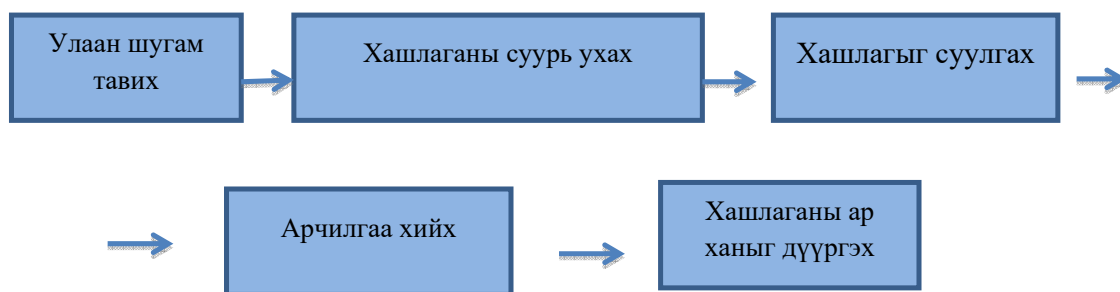 Улаан шугам
тавих
Хашлаганы суурь ухах
Хашлагыг суулгах
Арчилгаа хийх
Хашлаганы ар
ханыг дүүргэх